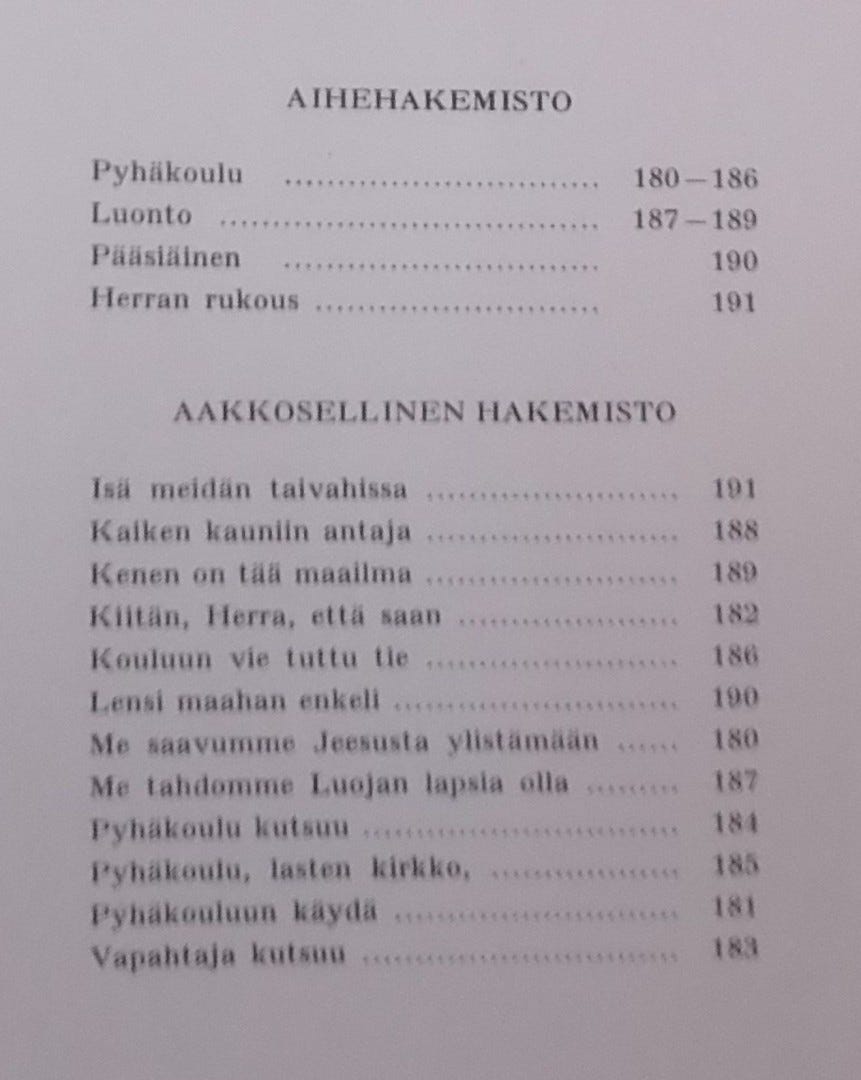 AIHEHAKEMISTO
Pyhäkoulu .............................. 180—186
Luonto .................................... 187—189
Pääsiäinen .............................. 190
Herran rukous ........................... 191
AAKKOSELLINEN HAKEMISTO
Isä meidän taivahissa ........................ 191
Kaiken kauniin antaja ........................ 188
Kenen on tää maailma ........................ 189
Kiitän, Herra, että saan ..................... 182
Kouluun vie tuttu tie ........................ 186
Lensi maahan enkeli ........................... 190
Me saavumme Jeesusta ylistämään ...... 180
Me tahdomme Luojan lapsia olla ......... 187
Pyhäkoulu kutsuu .............................. 184
Pyhäkoulu, lasten kirkko, .................. 185
Pyhäkouluun käydä ........................... 181
Vapahtaja kutsuu .............................. 183